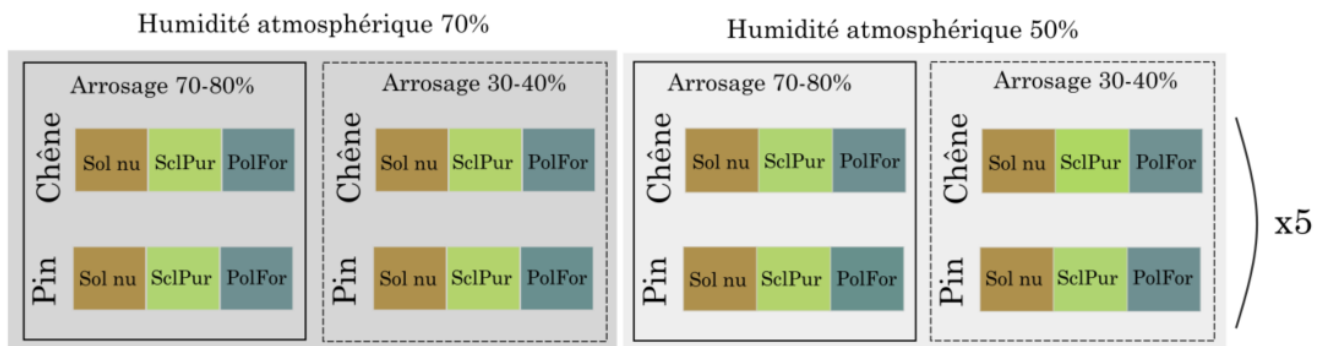 Humidité atmosphérique 70%
Humidité atmosphérique 50%
Arrosage 70-80%
Arrosage 30-40%
Arrosage 70-80%
Arrosage 30-40%
Chêne
Sol nu SclPur PolFor
Chêne
Sol nu SclPur PolFor
Chêne
Sol nu SclPur PolFor
Chêne
Sol nu SclPur PolFor
x5
Pin
Sol nu SclPur PolFor
Pin
Sol nu SclPur PolFor
Pin
Sol nu SclPur PolFor
Pin
Sol nu SclPur PolFor